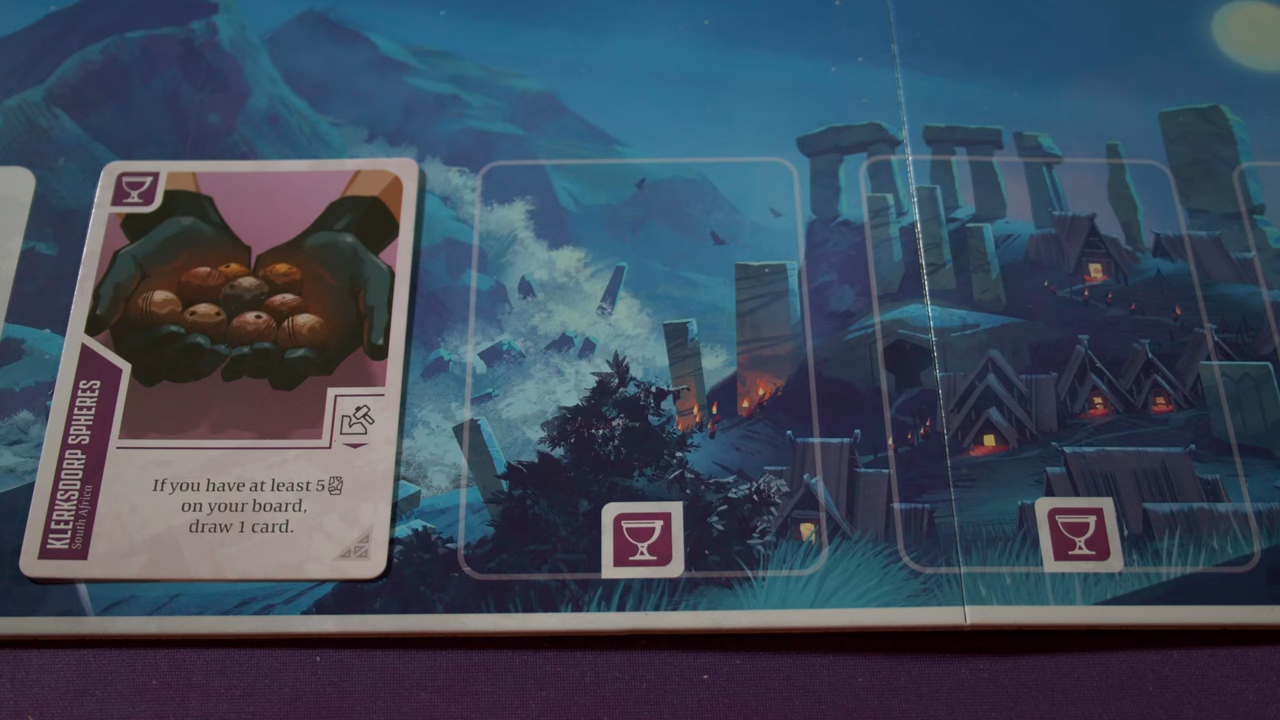 KLERKSDORP SPHERES
South Africa
If you have at least 5
on your board,
draw 1 card.